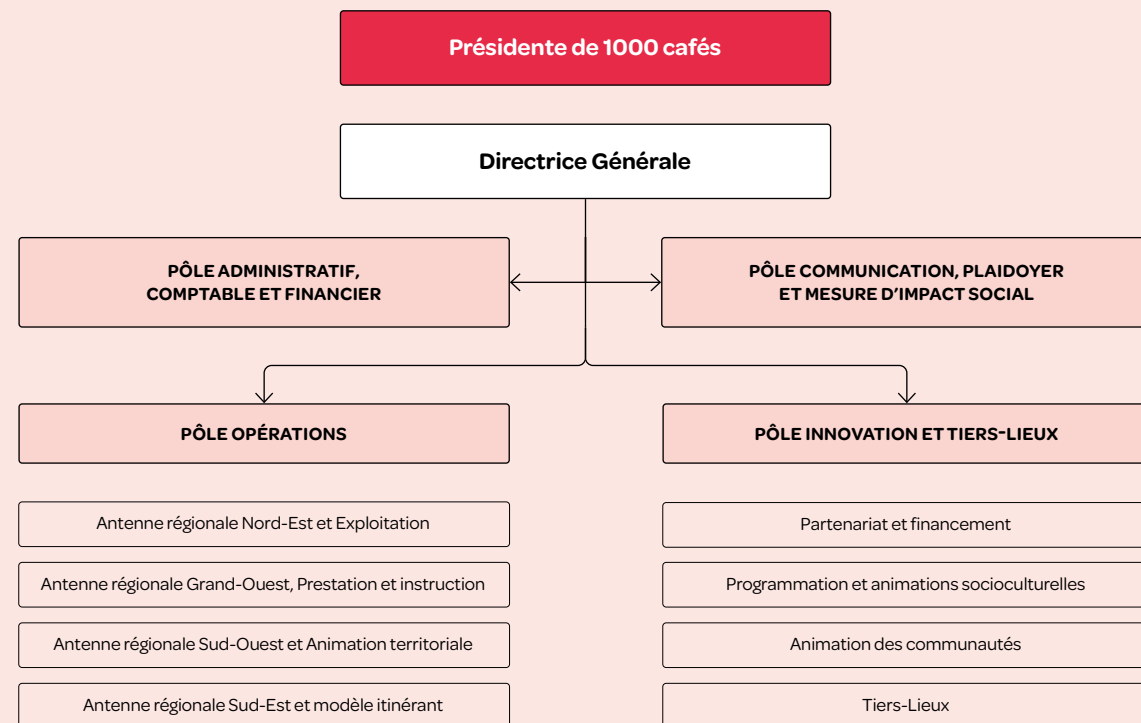 Présidente de 1000 cafés
Directrice Générale
PÔLE ADMINISTRATIF,
COMPTABLE ET FINANCIER
PÔLE COMMUNICATION, PLAIDOYER
ET MESURE D'IMPACT SOCIAL
PÔLE OPÉRATIONS
Antenne régionale Nord-Est et Exploitation
Antenne régionale Grand-Ouest, Prestation et instruction
Antenne régionale Sud-Ouest et Animation territoriale
Antenne régionale Sud-Est et modèle itinérant
PÔLE INNOVATION ET TIERS-LIEUX
Partenariat et financement
Programmation et animations socioculturelles
Animation des communautés
Tiers-Lieux